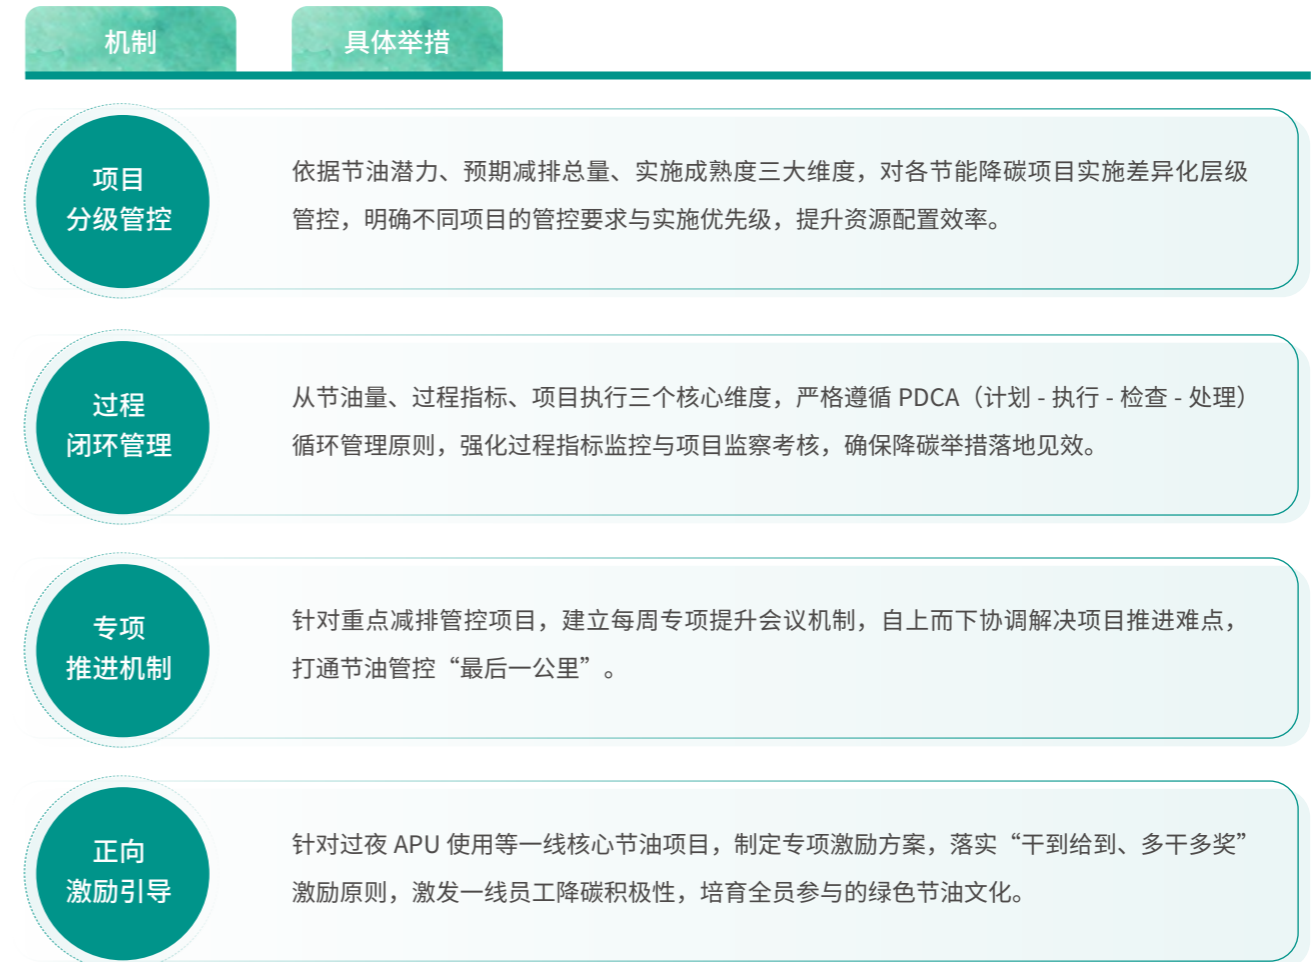 机制
具体举措
项目
分级管控
依据节油潜力、预期减排总量、实施成熟度三大维度，对各节能降碳项目实施差异化层级
管控，明确不同项目的管控要求与实施优先级，提升资源配置效率。
过程
闭环管理
从节油量、过程指标、项目执行三个核心维度，严格遵循 PDCA（计划 - 执行 - 检查 - 处理）
循环管理原则，强化过程指标监控与项目监察考核，确保降碳举措落地见效。
专项
推进机制
针对重点减排管控项目，建立每周专项提升会议机制，自上而下协调解决项目推进难点，
打通节油管控“最后一公里”。
正向
激励引导
针对过夜 APU 使用等一线核心节油项目，制定专项激励方案，落实“干到给到、多干多奖”
激励原则，激发一线员工降碳积极性，培育全员参与的绿色节油文化。